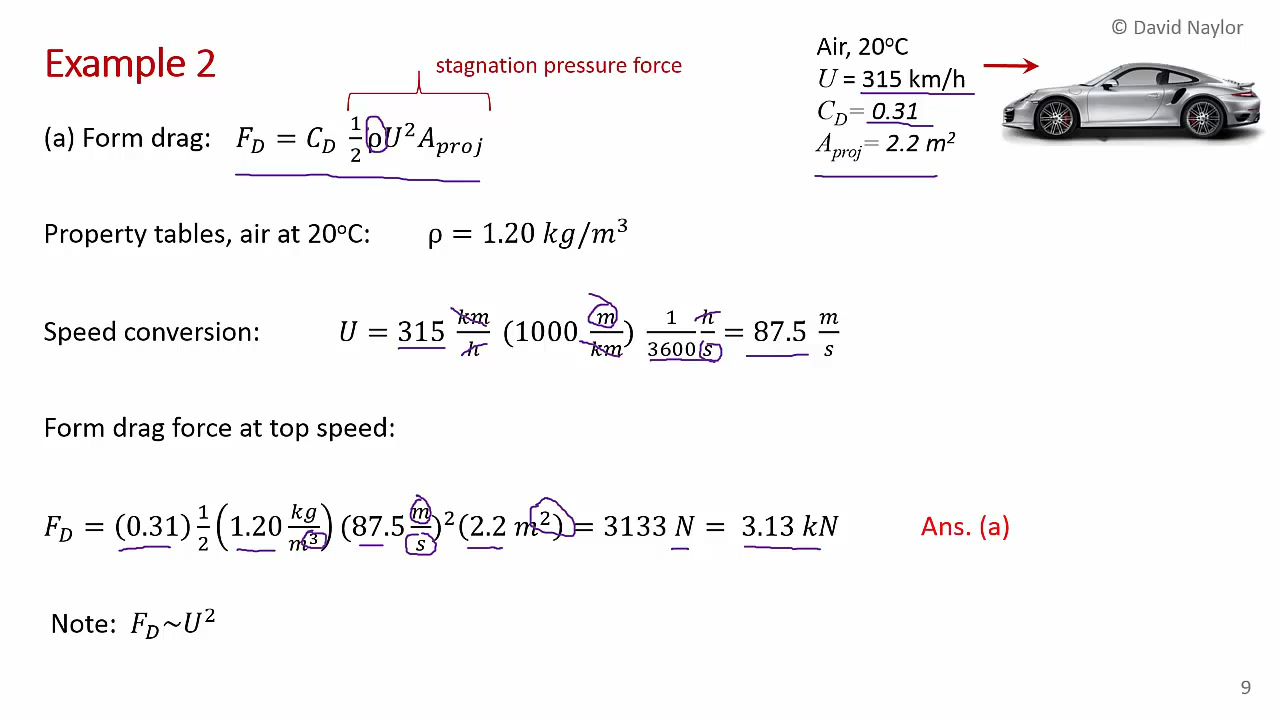 © David Naylor
Example 2
stagnation pressure force
Air, 20°C
U = 315 km/h
C_D= 0.31
A_proj= 2.2 m²
(a) Form drag: F_D = C_D 1/2 ρU² A_proj
Property tables, air at 20°C: ρ = 1.20 kg/m³
Speed conversion: U = 315 km/h (1000 m/km) 1/3600 h/s = 87.5 m/s
Form drag force at top speed:
F_D = (0.31) 1/2 (1.20 kg/m³) (87.5 m/s)² (2.2 m²) = 3133 N = 3.13 kN Ans. (a)
Note: F_D~U²
9